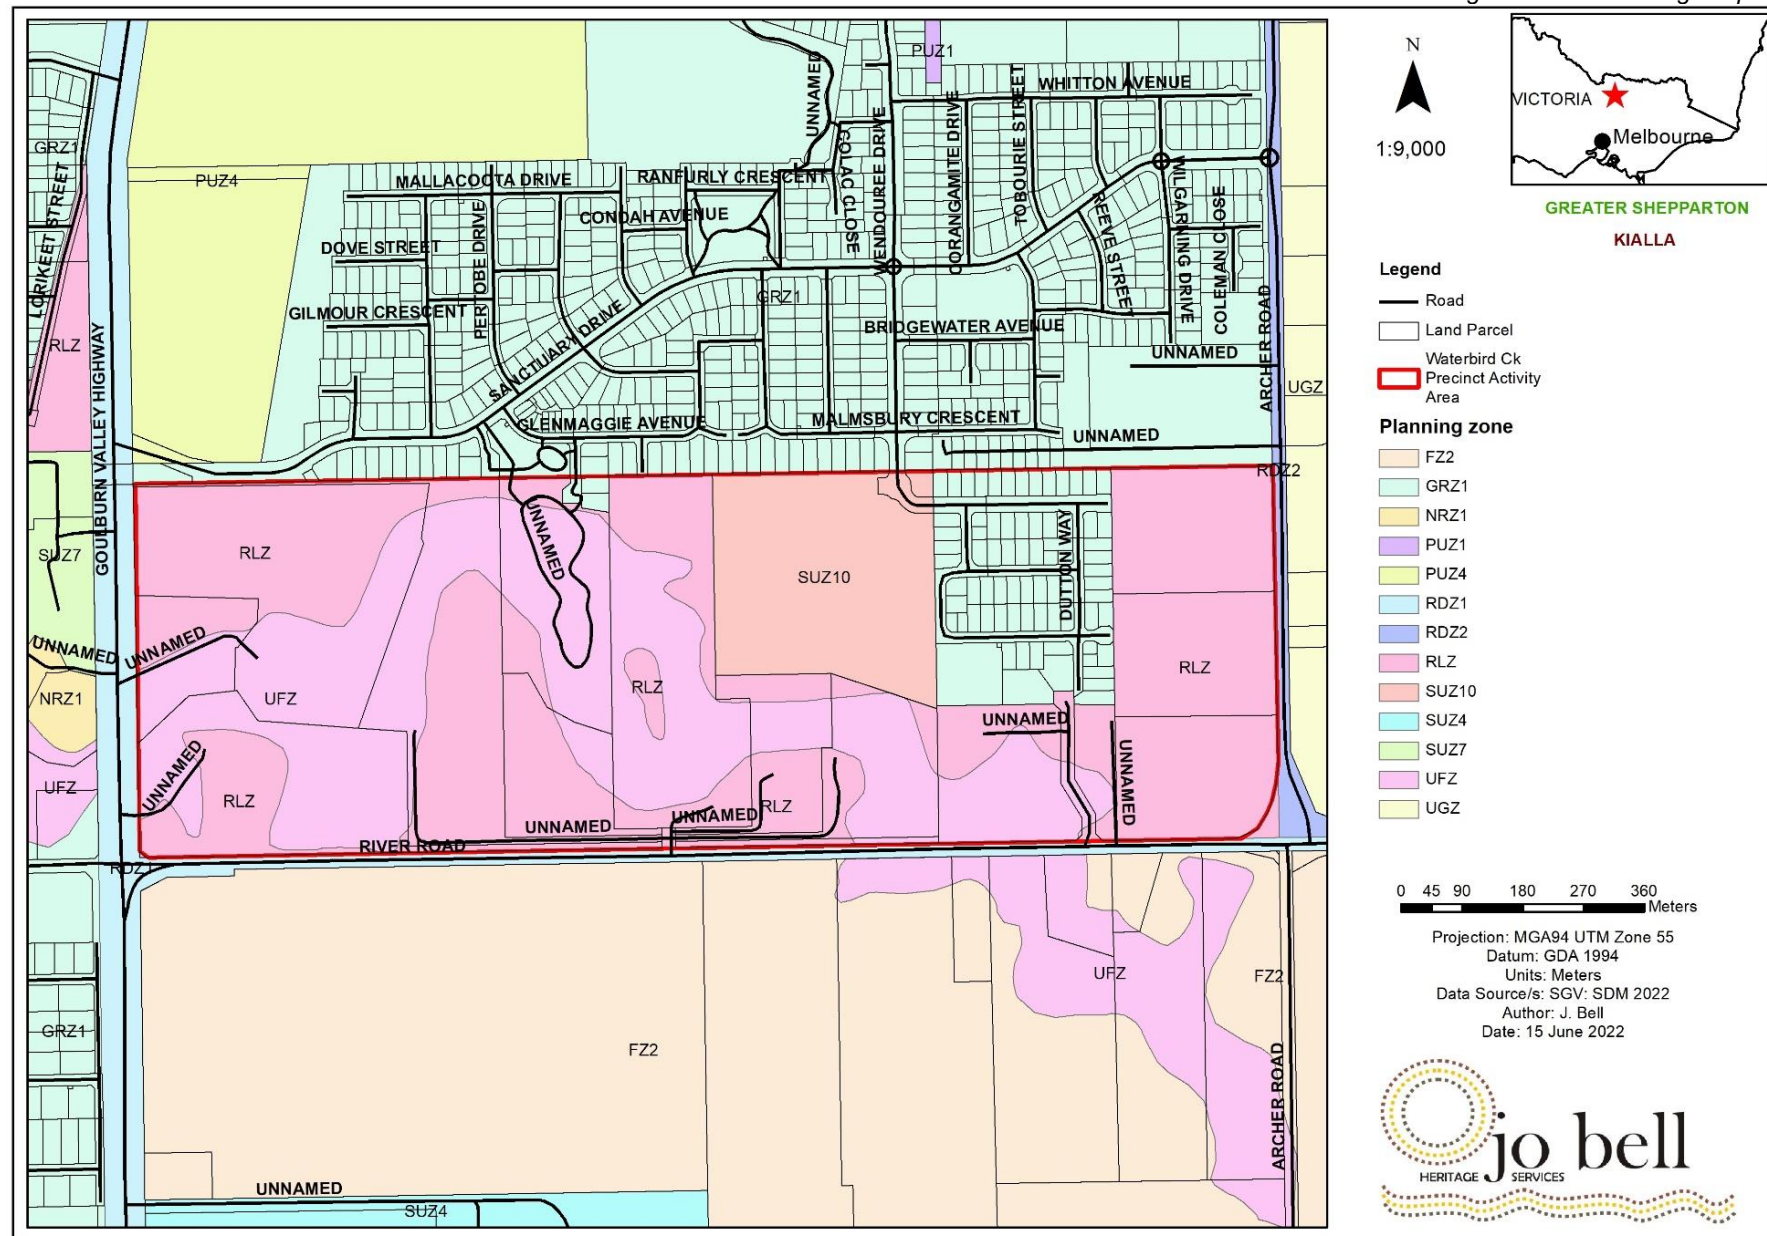 PUZ1
WHITTON AVENUE
UNNAMED
GRZ1
PUZ4
LORIKEET STREET
MALLACOOTA DRIVE
RANFURLY CRESCENT
COLAC CLOSE
WENDOUREE DRIVE
CORANGAMITE DRIVE
TOBOURIE STREET
WILGARNING DRIVE
COLEMAN CLOSE
CONDAH AVENUE
DOVE STREET
PERTOBE DRIVE
REEVE STREET
GRZ1
GILMOUR CRESCENT
SANCTUARY DRIVE
BRIDGEWATER AVENUE
ARCHER ROAD
RLZ
UNNAMED
UGZ
GOULBURN VALLEY HIGHWAY
GLENMAGGIE AVENUE
MALMSBURY CRESCENT
UNNAMED
RDZ2
SUZ7
RLZ
UNNAMED
SUZ10
DUTTON WAY
UNNAMED
UNNAMED
NRZ1
UFZ
RLZ
RLZ
UNNAMED
UNNAMED
UFZ
UNNAMED
RLZ
UNNAMED
UNNAMED
RLZ
RIVER ROAD
RDZ1
UFZ
FZ2
GRZ1
FZ2
ARCHER ROAD
UNNAMED
SUZ4
N
1:9,000
VICTORIA
Melbourne
GREATER SHEPPARTON
KIALLA
Legend
Road
Land Parcel
Waterbird Ck
Precinct Activity
Area
Planning zone
FZ2
GRZ1
NRZ1
PUZ1
PUZ4
RDZ1
RDZ2
RLZ
SUZ10
SUZ4
SUZ7
UFZ
UGZ
0 45 90 180 270 360
Meters
Projection: MGA94 UTM Zone 55
Datum: GDA 1994
Units: Meters
Data Source/s: SGV: SDM 2022
Author: J. Bell
Date: 15 June 2022
jo bell
HERITAGE SERVICES